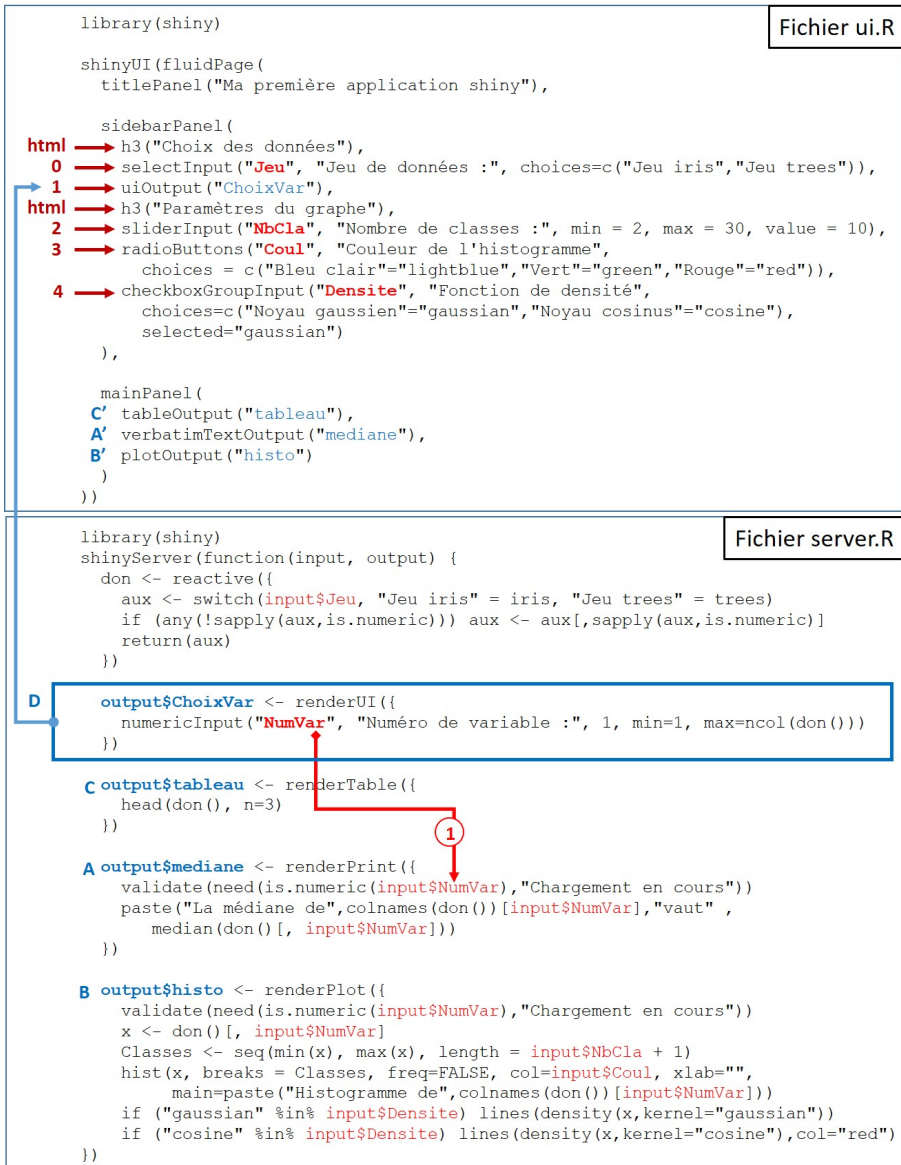 library(shiny)
Fichier ui.R
shinyUI(fluidPage(
titlePanel("Ma première application shiny"),
sidebarPanel(
html h3("Choix des données"),
0 selectInput("Jeu", "Jeu de données :", choices=c("Jeu iris","Jeu trees")),
1 uiOutput("ChoixVar"),
html h3("Paramètres du graphe"),
2 sliderInput("NbCla", "Nombre de classes :", min = 2, max = 30, value = 10),
3 radioButtons("Coul", "Couleur de l'histogramme",
choices = c("Bleu clair"="lightblue","Vert"="green","Rouge"="red")),
4 checkboxGroupInput("Densite", "Fonction de densité",
choices=c("Noyau gaussien"="gaussian","Noyau cosinus"="cosine"),
selected="gaussian")
),
mainPanel(
C' tableOutput("tableau"),
A' verbatimTextOutput("mediane"),
B' plotOutput("histo")
)
))
library(shiny)
Fichier server.R
shinyServer(function(input, output) {
don <- reactive({
aux <- switch(input$Jeu, "Jeu iris" = iris, "Jeu trees" = trees)
if (any(!sapply(aux,is.numeric))) aux <- aux[,sapply(aux,is.numeric)]
return(aux)
})
D output$ChoixVar <- renderUI({
numericInput("NumVar", "Numéro de variable :", 1, min=1, max=ncol(don()))
})
C output$tableau <- renderTable({
head(don(), n=3)
})
1
A output$mediane <- renderPrint({
validate(need(is.numeric(input$NumVar),"Chargement en cours"))
paste("La médiane de",colnames(don())[input$NumVar],"vaut" ,
median(don()[, input$NumVar]))
})
B output$histo <- renderPlot({
validate(need(is.numeric(input$NumVar),"Chargement en cours"))
x <- don()[, input$NumVar]
Classes <- seq(min(x), max(x), length = input$NbCla + 1)
hist(x, breaks = Classes, freq=FALSE, col=input$Coul, xlab="",
main=paste("Histogramme de",colnames(don())[input$NumVar]))
if ("gaussian" %in% input$Densite) lines(density(x,kernel="gaussian"))
if ("cosine" %in% input$Densite) lines(density(x,kernel="cosine"),col="red")
})